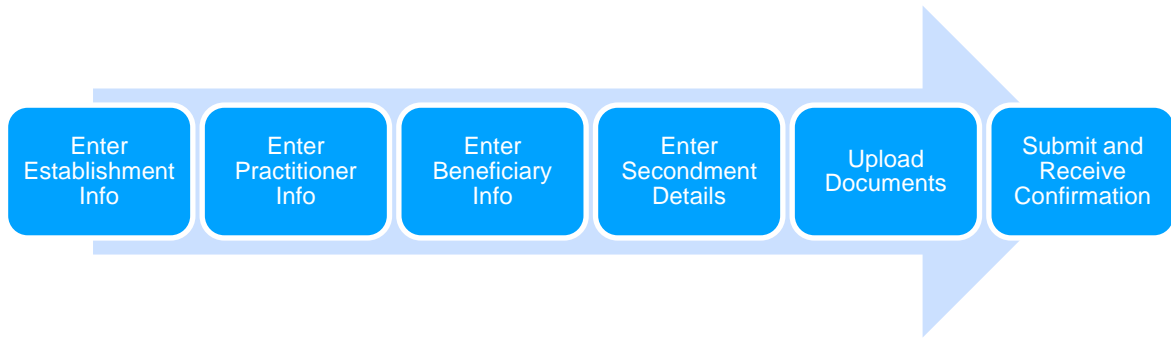 Enter
Establishment
Info
Enter
Practitioner
Info
Enter
Beneficiary
Info
Enter
Secondment
Details
Upload
Documents
Submit and
Receive
Confirmation